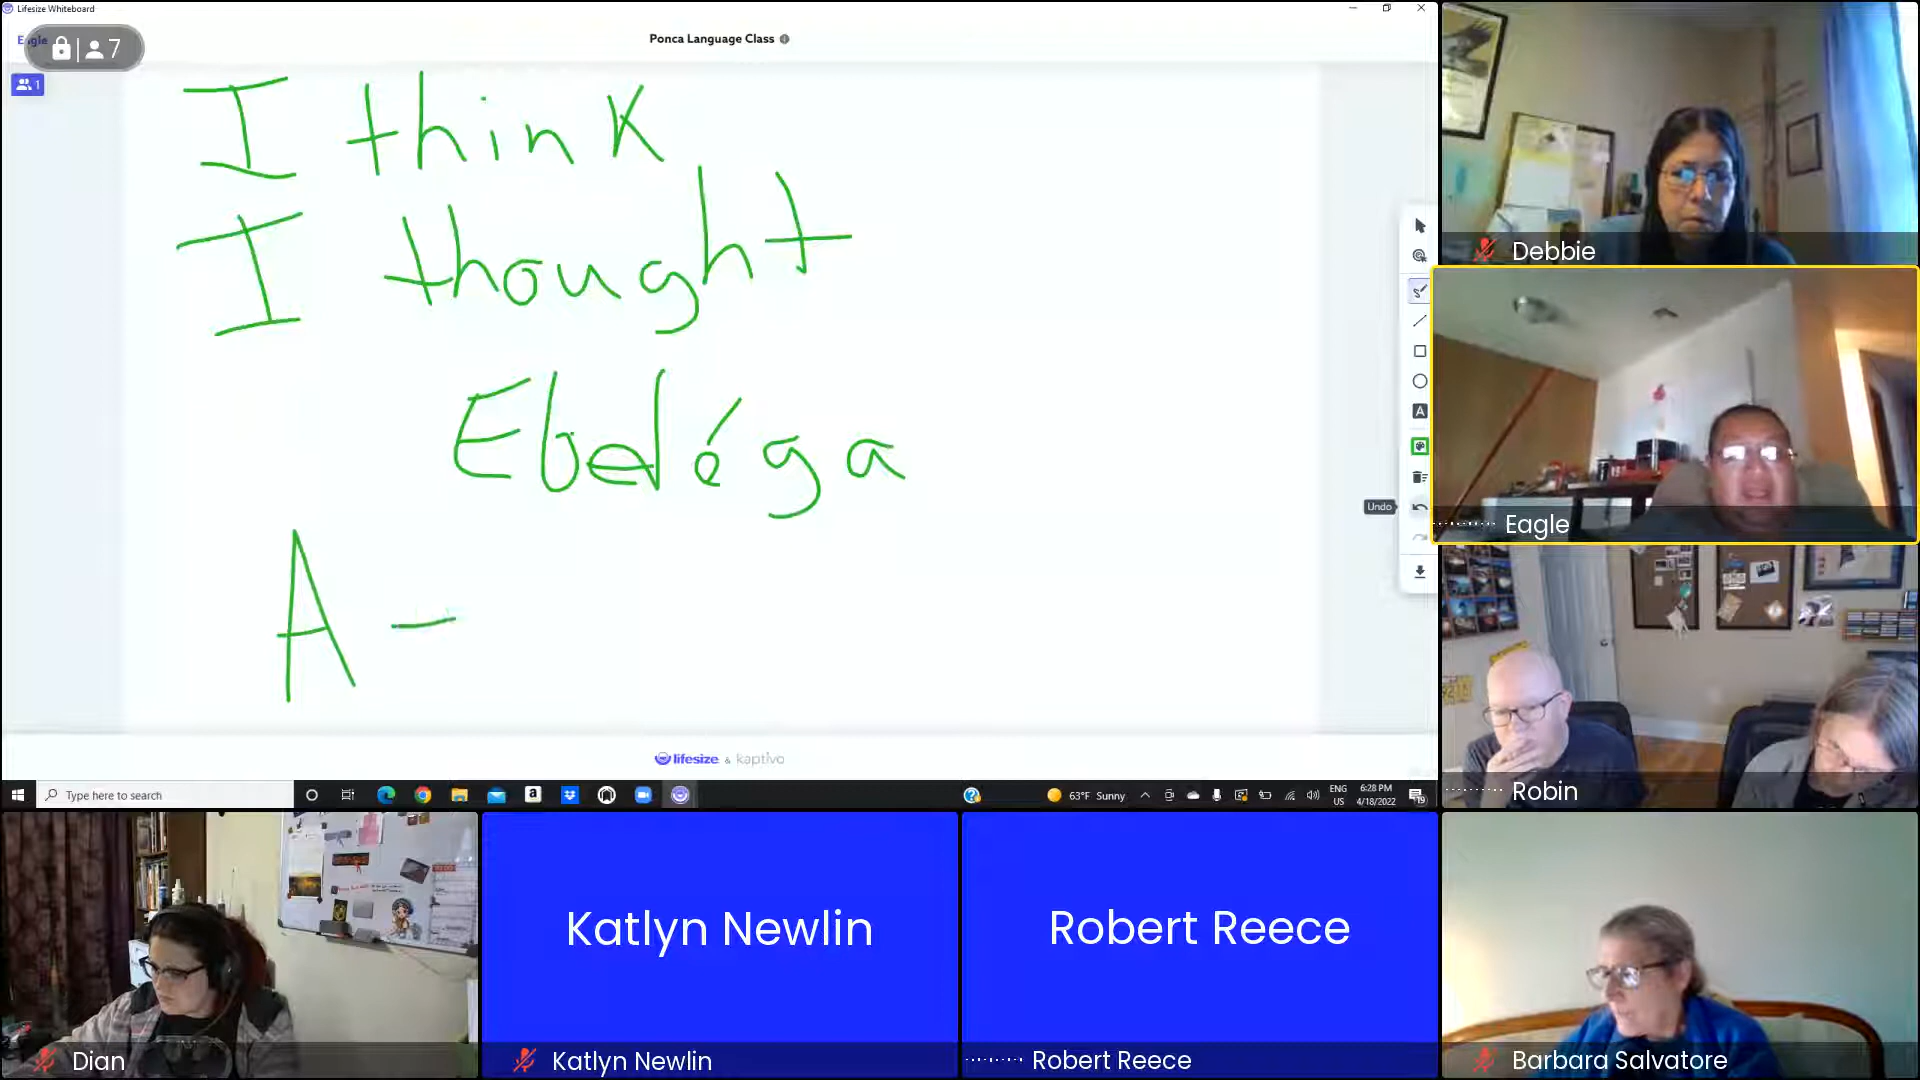 Lifesize Whiteboard
Eagle
7
Ponca Language Class
1
I think
I thought
Ebedéga
A -
Undo
A
lifesize & kaptivo
Type here to search
63°F Sunny
ENG
US
6:28 PM
4/18/2022
19
Debbie
Eagle
Robin
Dian
Katlyn Newlin
Katlyn Newlin
Robert Reece
Robert Reece
Barbara Salvatore